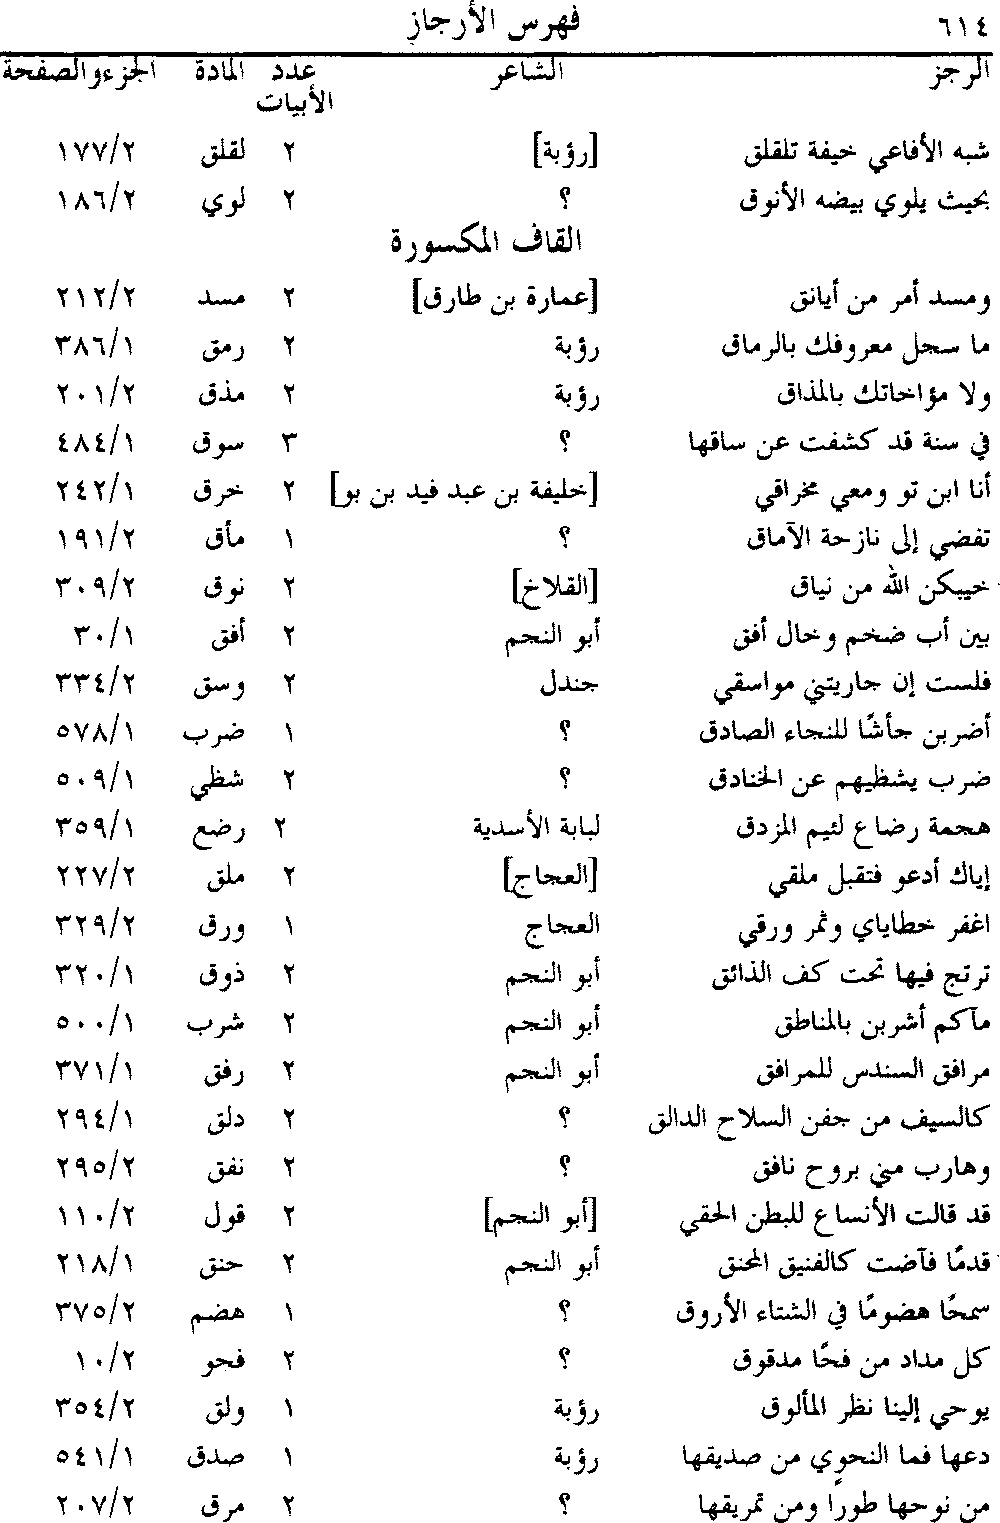 ٦١٤ فهرس الأرجاز
الرجز الشاعر عدد المادة الجزء والصفحة
الأبيات
شبه الأفاعي خيفة تلقلق [رؤبة] ٢ لقلق ١٧٧/٢
بحيث يلوي بيضه الأنوق ؟ ٢ لوي ١٨٦/٢
القاف المكسورة
ومسد أمر من أيانق [عمارة بن طارق] ٢ مسد ٢١٢/٢
ما سجل معروفك بالرماق رؤبة ٢ رمق ٣٨٦/١
ولا مؤاخاتك بالمذاق رؤبة ٢ مذق ٢٠١/٢
في سنة قد كشفت عن ساقها ؟ ٣ سوق ٤٨٤/١
أنا ابن تو ومعي مخراقي [خليفة بن عبد فيد بن بو] ٢ خرق ٢٤٢/١
تفضي إلى نازحة الآماق ؟ ١ مأق ١٩١/٢
خيبكن الله من نياق [القلاخ] ٢ نوق ٣٠٩/٢
بين أب ضخم وخال أفق أبو النجم ٢ أفق ٣٠/١
فلست إن جاريتني مواسقي جندل ٢ وسق ٣٣٤/٢
أضربن جأشًا للنجاء الصادق ؟ ١ ضرب ٥٧٨/١
ضرب يشظيهم عن الخنادق ؟ ٢ شظي ٥٠٩/١
هجمة رضاع لئيم المزدق لبابة الأسدية ٢ رضع ٣٥٩/١
إياك أدعو فتقبل ملقي [العجاج] ٢ ملق ٢٢٧/٢
اغفر خطاياي وثمر ورقي العجاج ١ ورق ٣٢٩/٢
ترتج فيها تحت كف الذائق أبو النجم ٢ ذوق ٣٢٠/١
مآكم أشربن بالمناطق أبو النجم ٢ شرب ٥٠٠/١
مرافق السندس للمرافق أبو النجم ٢ رفق ٣٧١/١
كالسيف من جفن السلاح الدالق ؟ ٢ دلق ٢٩٤/١
وهارب مني بروح نافق ؟ ٢ نفق ٢٩٥/٢
قد قالت الأنساع للبطن الحقي [أبو النجم] ٢ قول ١١٠/٢
قدمًا فآضت كالفنيق المحنق أبو النجم ٢ حنق ٢١٨/١
سمحًا هضومًا في الشتاء الأروق ؟ ١ هضم ٣٧٥/٢
كل مداد من فحًا مدقوق ؟ ٢ فحو ١٠/٢
يوحي إلينا نظر المألوق رؤبة ١ ولق ٣٥٤/٢
دعها فما النحوي من صديقها رؤبة ١ صدق ٥٤١/١
من نوحها طورًا ومن تمريقها ؟ ٢ مرق ٢٠٧/٢